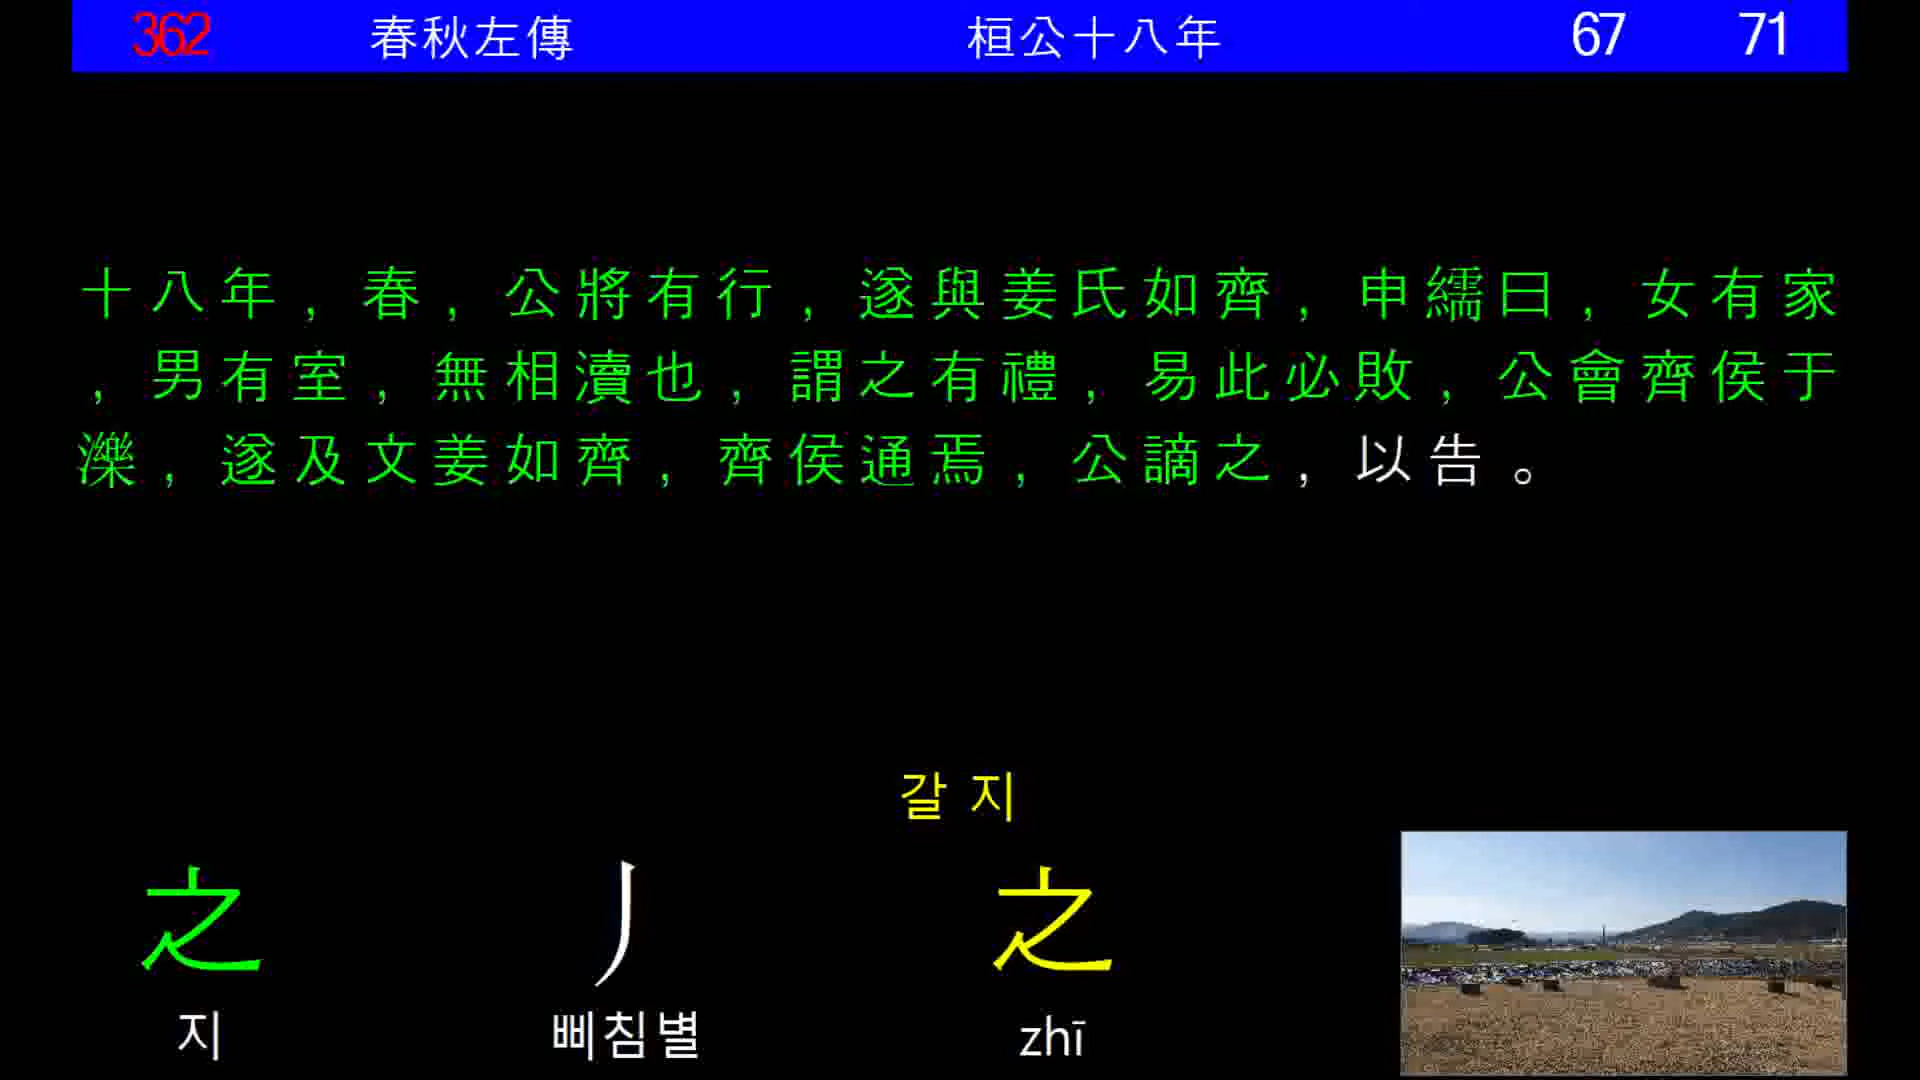 362 春秋左傳 桓公十八年 67 71
十八年，春，公將有行，遂與姜氏如齊，申繻曰，女有家
，男有室，無相瀆也，謂之有禮，易此必敗，公會齊侯于
濼，遂及文姜如齊，齊侯通焉，公謫之，以告。
갈 지
之 丿 之
지 삐침별 zhī